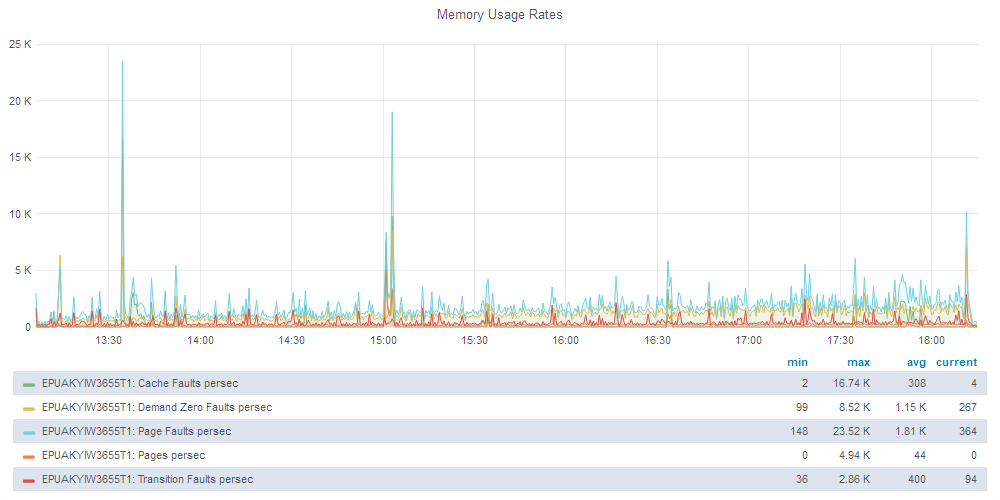 Memory Usage Rates
25 K
20 K
15 K
10 K
5 K
0
13:30 14:00 14:30 15:00 15:30 16:00 16:30 17:00 17:30 18:00
min max avg current
EPUAKYIW3655T1: Cache Faults persec 2 16.74 K 308 4
EPUAKYIW3655T1: Demand Zero Faults persec 99 8.52 K 1.15 K 267
EPUAKYIW3655T1: Page Faults persec 148 23.52 K 1.81 K 364
EPUAKYIW3655T1: Pages persec 0 4.94 K 44 0
EPUAKYIW3655T1: Transition Faults persec 36 2.86 K 400 94